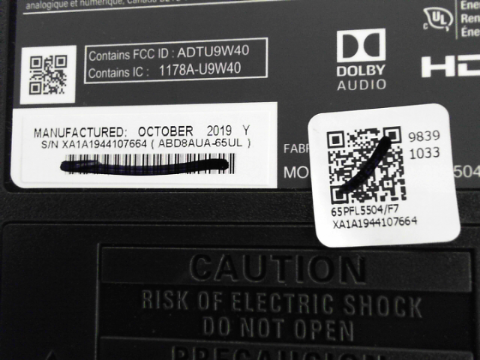 analogique et numérique,
Contains FCC ID : ADTU9W40
Contains IC : 1178A-U9W40
DOLBY
AUDIO
UL
MANUFACTURED: OCTOBER 2019 Y
S/N XA1A1944107664 ( ABD8AUA-65UL )
9839
1033
65PFL5504/F7
XA1A1944107664
CAUTION
RISK OF ELECTRIC SHOCK
DO NOT OPEN